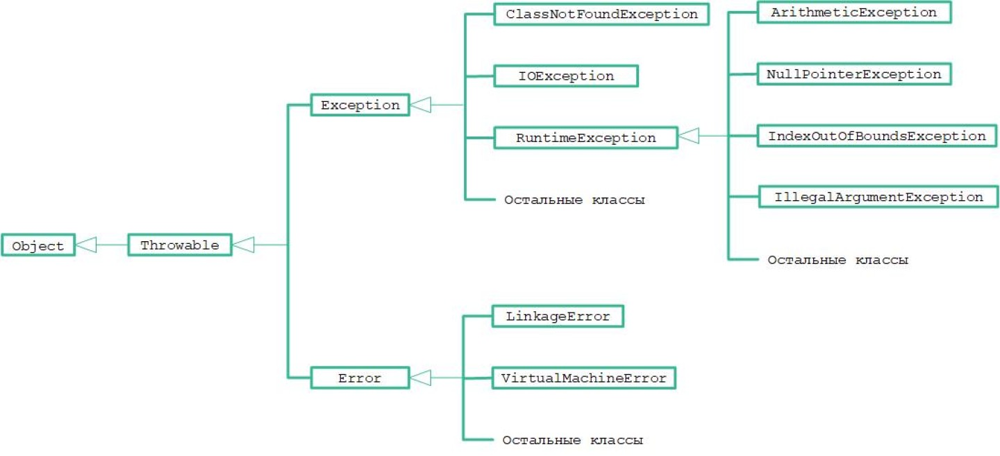 ClassNotFoundException
ArithmeticException
IOException
NullPointerException
Exception
RuntimeException
IndexOutOfBoundsException
Остальные классы
IllegalArgumentException
Object
Throwable
Остальные классы
LinkageError
Error
VirtualMachineError
Остальные классы